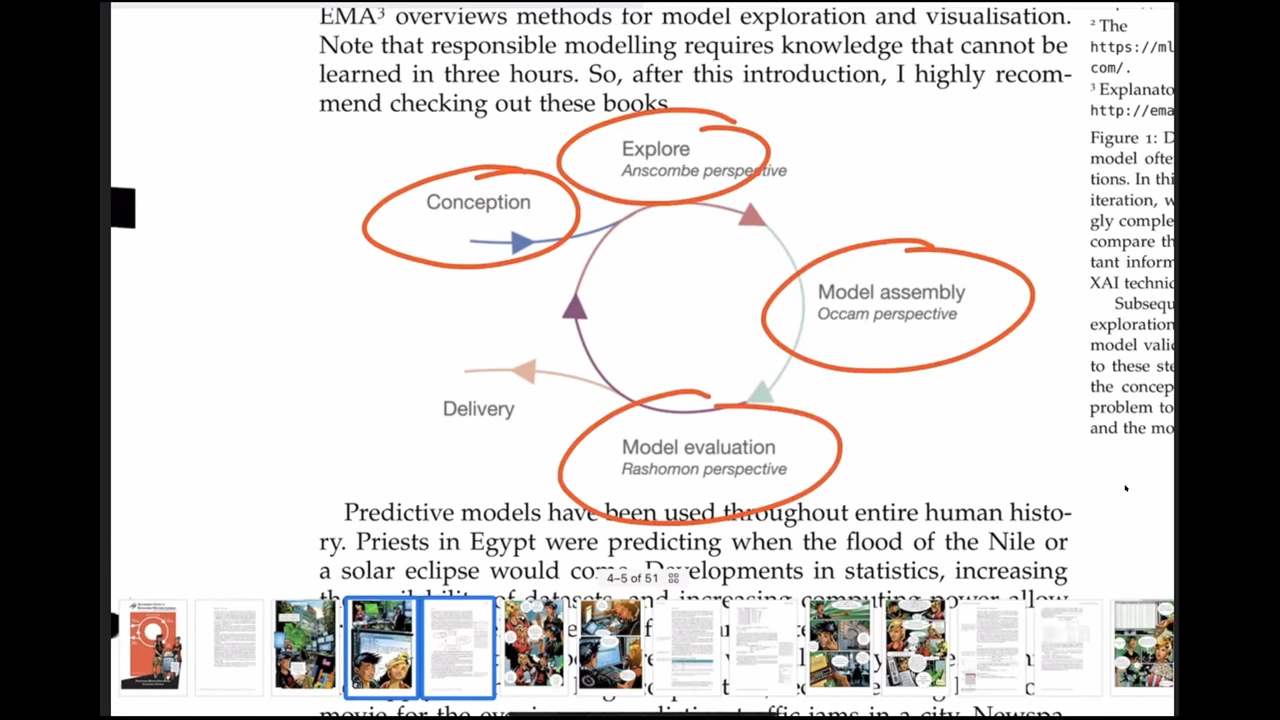 EMA³ overviews methods for model exploration and visualisation.
Note that responsible modelling requires knowledge that cannot be
learned in three hours. So, after this introduction, I highly recom-
mend checking out these books.
Explore
Anscombe perspective
Conception
Model assembly
Occam perspective
Delivery
Model evaluation
Rashomon perspective
Predictive models have been used throughout entire human histo-
ry. Priests in Egypt were predicting when the flood of the Nile or
a solar eclipse would come. Developments in statistics, increasing
4–5 of 51
² The
https://ml
com/.
³ Explanato
http://ema
Figure 1: D
model ofte
tions. In thi
iteration, w
gly comple
compare th
tant inform
XAI technic
Subsequ
exploration
model valid
to these ste
the concep
problem to
and the mo